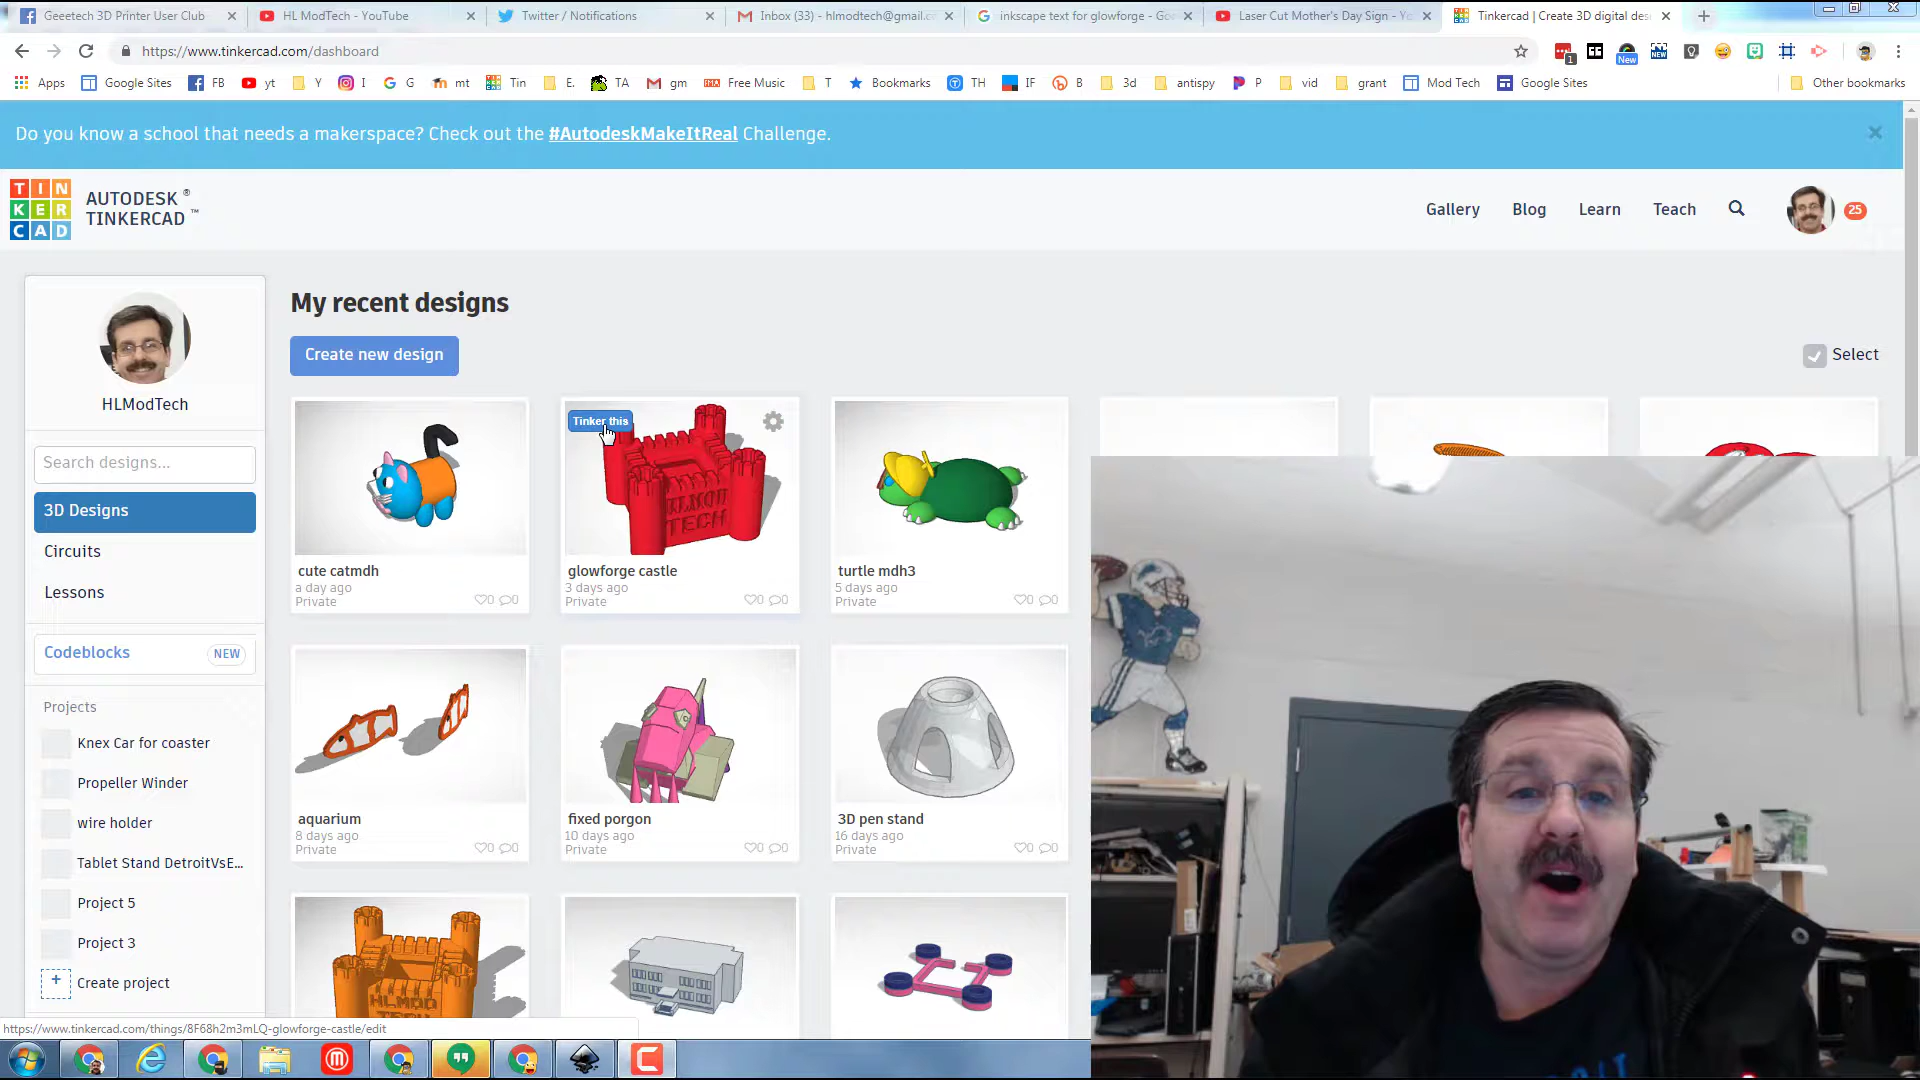 Geeetech 3D Printer User Club
HL ModTech - YouTube
Twitter / Notifications
Inbox (33) - hlmodtech@gmail.c
inkscape text for glowforge - Go
Laser Cut Mother's Day Sign - Yo
Tinkercad | Create 3D digital des
https://www.tinkercad.com/dashboard
1
New
NEW
Apps
Google Sites
FB
yt
Y
I
G
mt
Tin
E.
TA
gm
Free Music
T
Bookmarks
TH
IF
B
3d
antispy
P
vid
grant
Mod Tech
Google Sites
Other bookmarks
Do you know a school that needs a makerspace? Check out the #AutodeskMakeItReal Challenge.
TIN
KER
CAD
AUTODESK ®
TINKERCAD ™
Gallery
Blog
Learn
Teach
25
HLModTech
Search designs...
3D Designs
Circuits
Lessons
Codeblocks
NEW
Projects
Knex Car for coaster
Propeller Winder
wire holder
Tablet Stand DetroitVsE...
Project 5
Project 3
+ Create project
My recent designs
Create new design
Select
Tinker this
HLMOD
TECH
cute catmdh
a day ago
Private
0 0
glowforge castle
3 days ago
Private
0 0
turtle mdh3
5 days ago
Private
0 0
aquarium
8 days ago
Private
0 0
fixed porgon
10 days ago
Private
0 0
3D pen stand
16 days ago
Private
0 0
HLMOD
https://www.tinkercad.com/things/8F68h2m3mLQ-glowforge-castle/edit